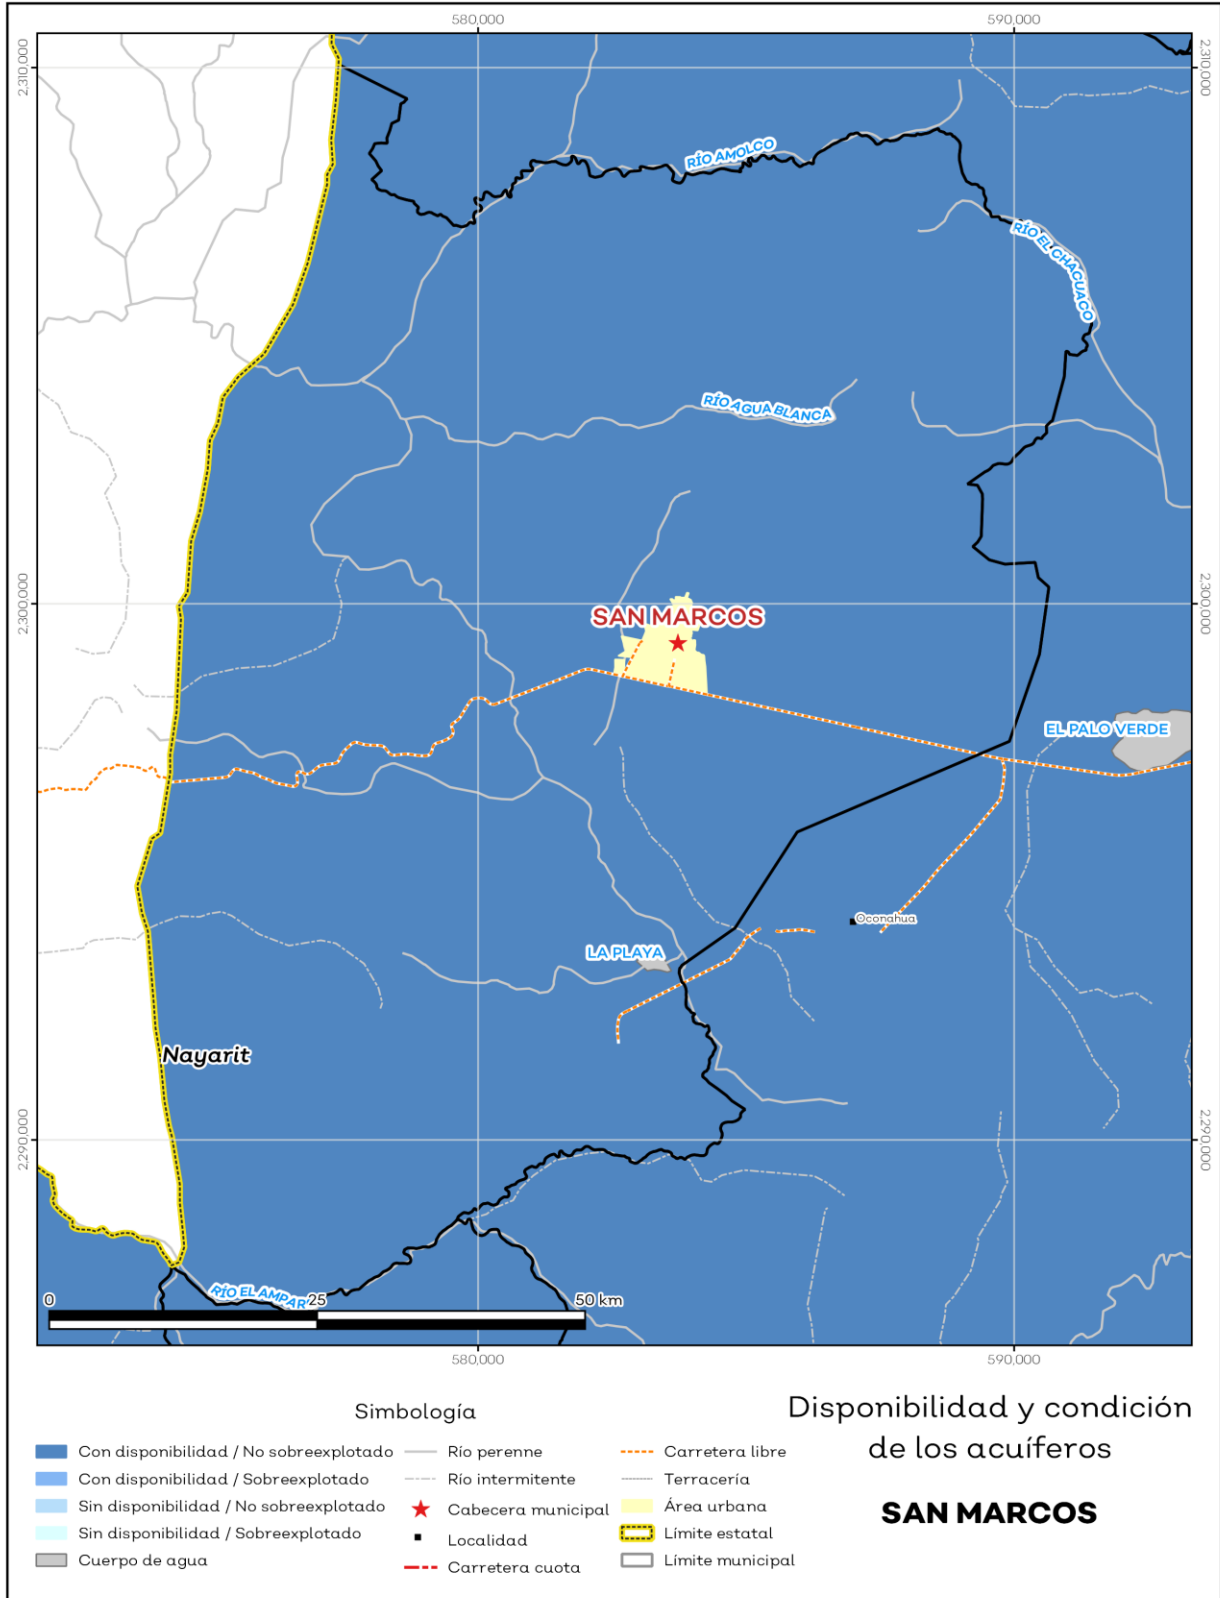 580,000
590,000
2,310,000
2,310,000
RÍO AMOLCO
RÍO EL CHACUACO
RÍO AGUA BLANCA
2,300,000
2,300,000
SAN MARCOS
EL PALO VERDE
Oconahua
LA PLAYA
Nayarit
2,290,000
2,290,000
RÍO EL AMPAR
0
25
50 km
580,000
590,000
Simbología
Con disponibilidad / No sobreexplotado
Con disponibilidad / Sobreexplotado
Sin disponibilidad / No sobreexplotado
Sin disponibilidad / Sobreexplotado
Cuerpo de agua
Río perenne
Río intermitente
Cabecera municipal
Localidad
Carretera cuota
Carretera libre
Terracería
Área urbana
Límite estatal
Límite municipal
Disponibilidad y condición
de los acuíferos
SAN MARCOS